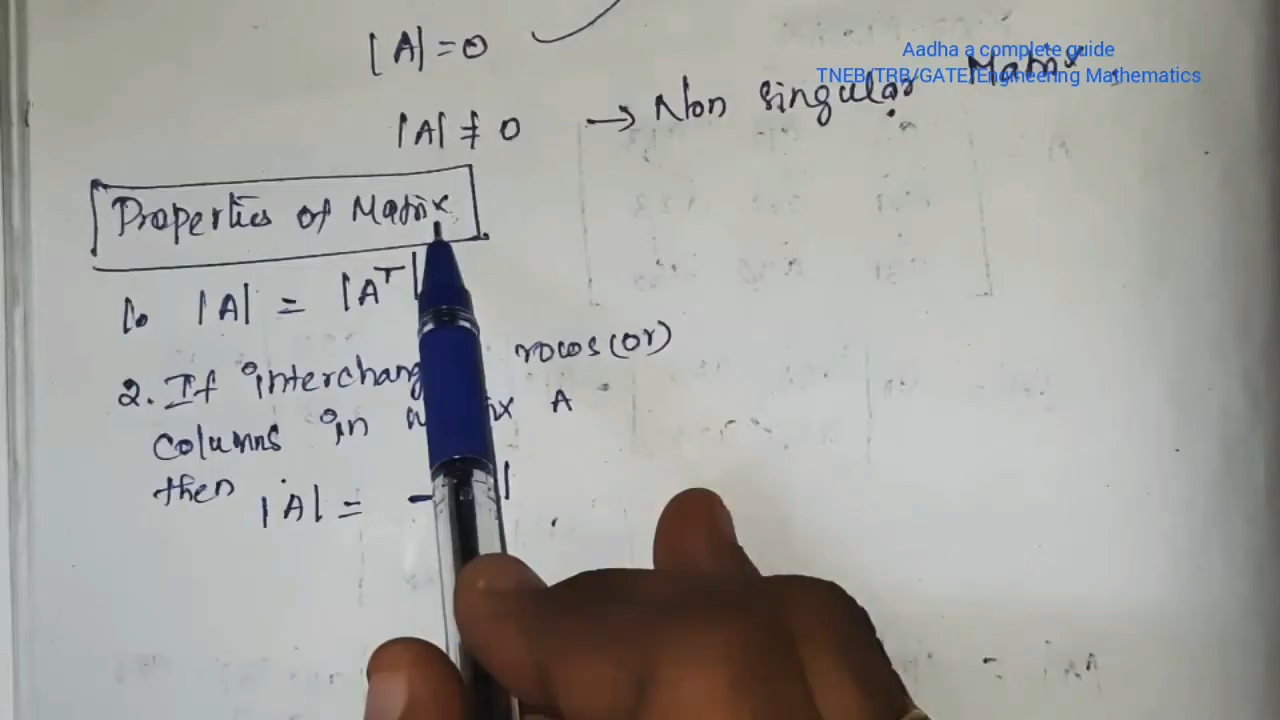 |A| = 0
Aadha a complete guide
TNEB/TRB/GATE/Engineering Mathematics
|A| ≠ 0 → Non singular Matrix
Properties of Matrix
1. |A| = |Aᵀ|
2. If interchang rows (or)
columns in A
then |A| = -